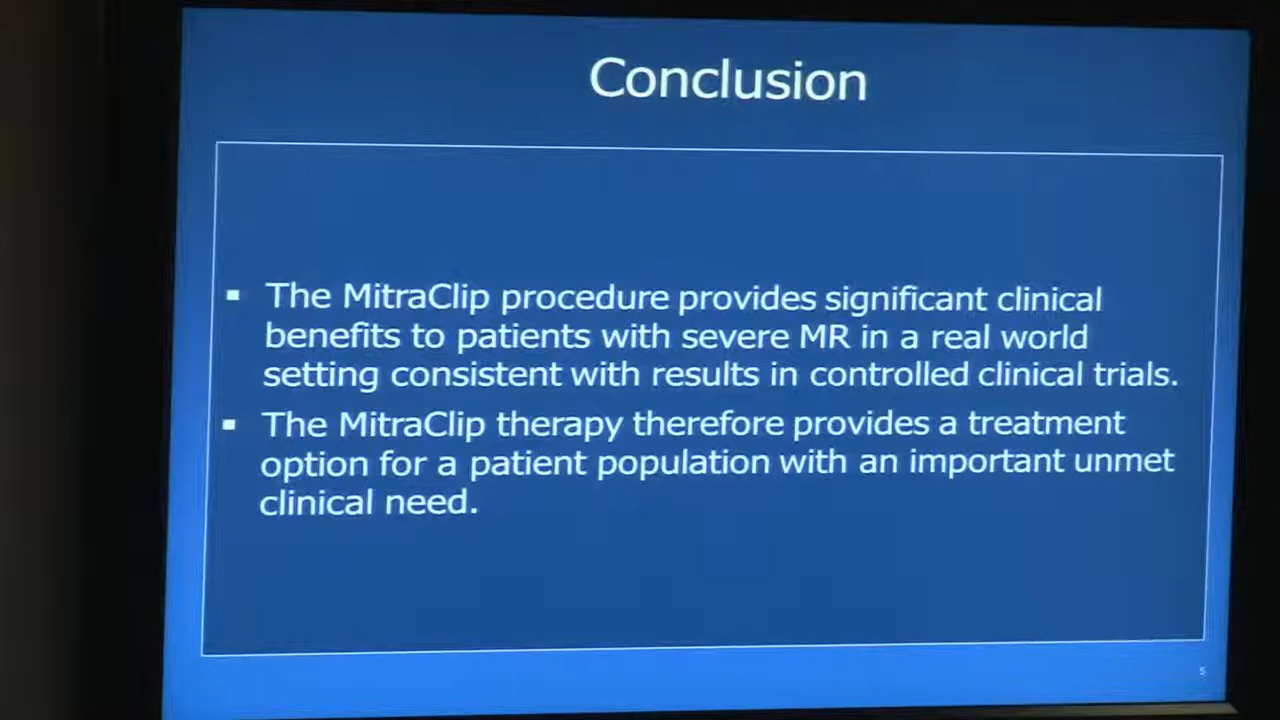 Conclusion
▪ The MitraClip procedure provides significant clinical
benefits to patients with severe MR in a real world
setting consistent with results in controlled clinical trials.
▪ The MitraClip therapy therefore provides a treatment
option for a patient population with an important unmet
clinical need.
5